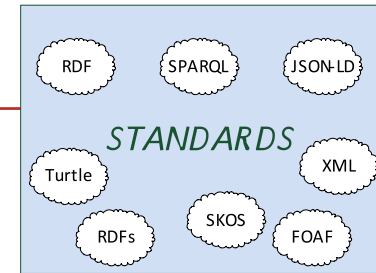 RDF
SPARQL
JSON-LD
STANDARDS
XML
Turtle
SKOS
RDFs
FOAF